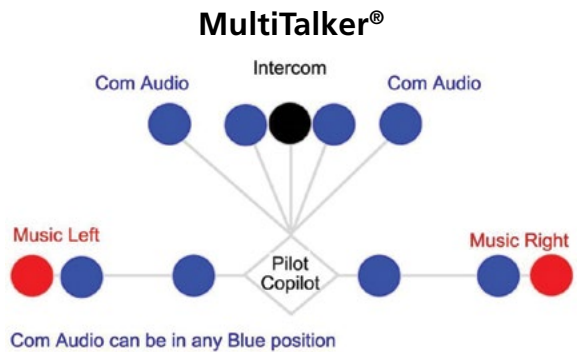 MultiTalker®
Intercom
Com Audio
Com Audio
Music Left
Music Right
Pilot
Copilot
Com Audio can be in any Blue position